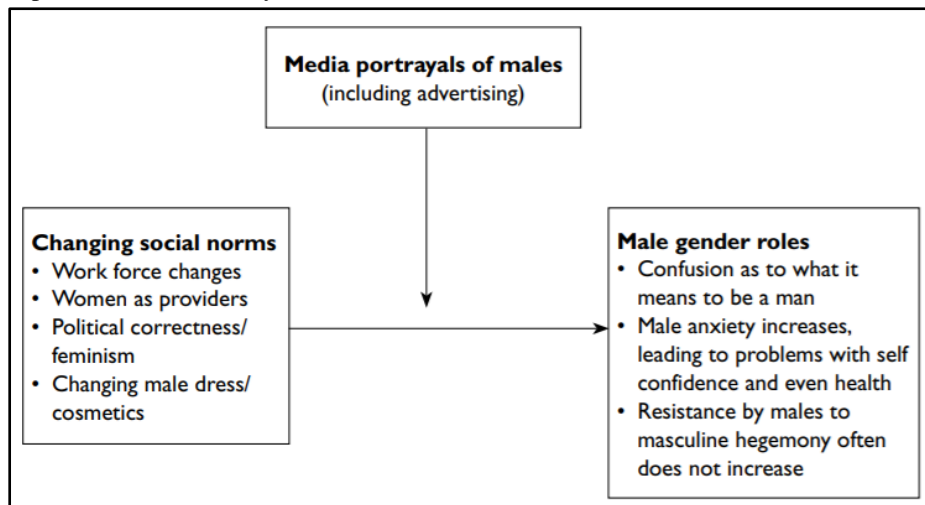 Media portrayals of males
(including advertising)
Changing social norms
• Work force changes
• Women as providers
• Political correctness/
feminism
• Changing male dress/
cosmetics
Male gender roles
• Confusion as to what it
means to be a man
• Male anxiety increases,
leading to problems with self
confidence and even health
• Resistance by males to
masculine hegemony often
does not increase